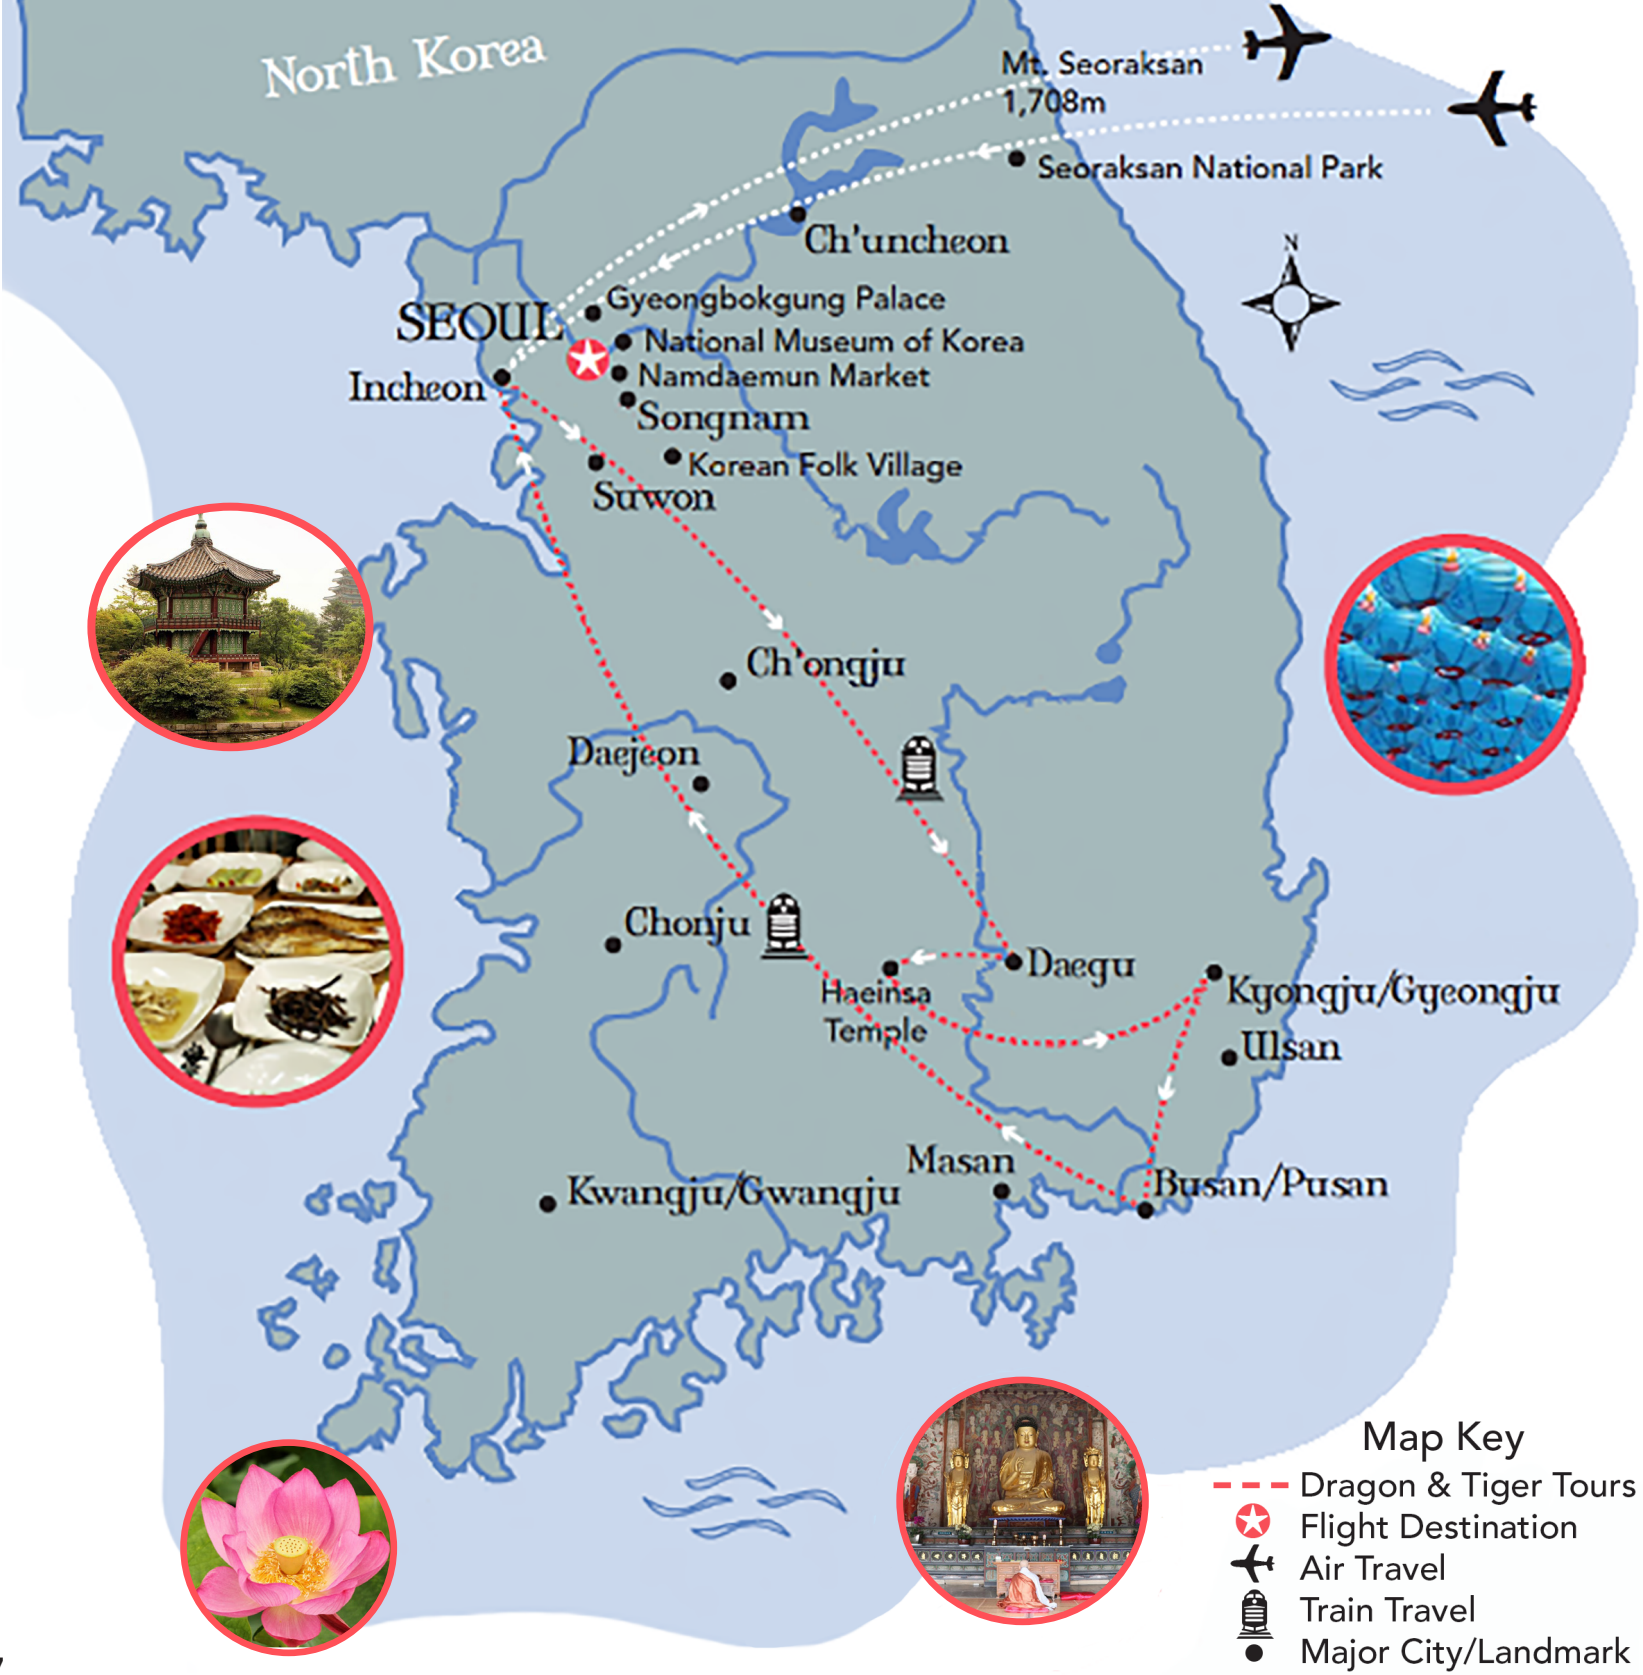 North Korea
Mt. Seoraksan
1,708m
Seoraksan National Park
N
Ch'uncheon
Gyeongbokgung Palace
SEOUL
National Museum of Korea
Namdaemun Market
Incheon
Songnam
Korean Folk Village
Suwon
Ch'ongju
Daejeon
Chonju
Daegu
Haeinsa
Temple
Kyongju/Gyeongju
Ulsan
Masan
Busan/Pusan
Kwangju/Gwangju
Map Key
Dragon & Tiger Tours
Flight Destination
Air Travel
Train Travel
Major City/Landmark